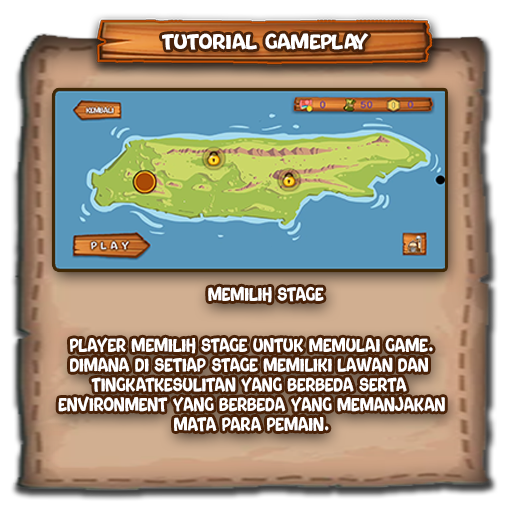 TUTORIAL GAMEPLAY
KEMBALI
0 50 0
PLAY
MEMILIH STAGE
PLAYER MEMILIH STAGE UNTUK MEMULAI GAME.
DIMANA DI SETIAP STAGE MEMILIKI LAWAN DAN
TINGKATKESULITAN YANG BERBEDA SERTA
ENVIRONMENT YANG BERBEDA YANG MEMANJAKAN
MATA PARA PEMAIN.